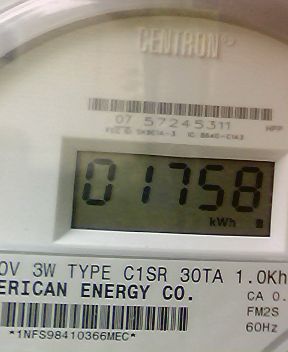 CENTRON®
07 57245311
HPP
01758
kWh
0V 3W TYPE C1SR 30TA 1.0Kh
ERICAN ENERGY CO.
CA 0.
FM2S
60Hz
*1NFS98410366MEC*